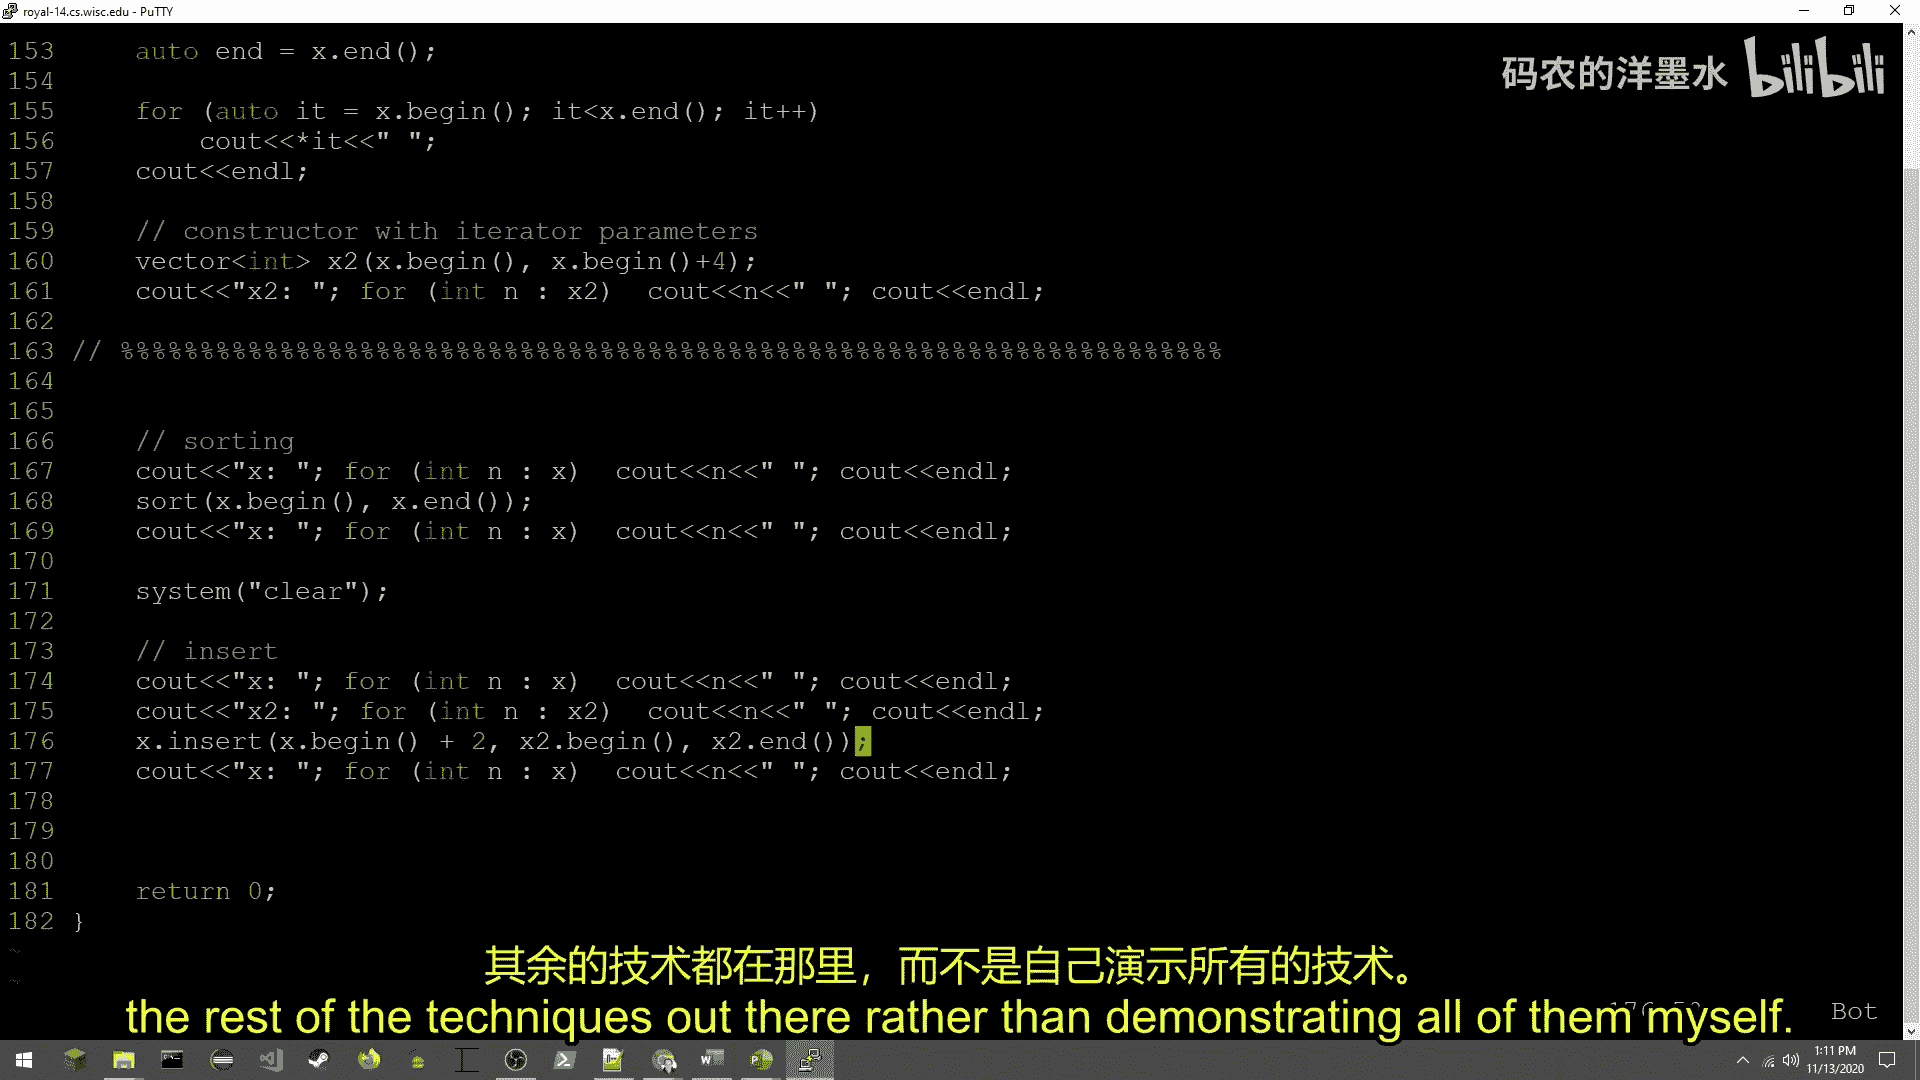 royal-14.cs.wisc.edu - PuTTY
码农的洋墨水 bilibili
153     auto end = x.end();
154
155     for (auto it = x.begin(); it<x.end(); it++)
156         cout<<*it<<" ";
157     cout<<endl;
158
159     // constructor with iterator parameters
160     vector<int> x2(x.begin(), x.begin()+4);
161     cout<<"x2: "; for (int n : x2)  cout<<n<<" "; cout<<endl;
162
163 // %%%%%%%%%%%%%%%%%%%%%%%%%%%%%%%%%%%%%%%%%%%%%%%%%%%%%%%%%%%%%%%%%%%%%
164
165
166     // sorting
167     cout<<"x: "; for (int n : x)  cout<<n<<" "; cout<<endl;
168     sort(x.begin(), x.end());
169     cout<<"x: "; for (int n : x)  cout<<n<<" "; cout<<endl;
170
171     system("clear");
172
173     // insert
174     cout<<"x: "; for (int n : x)  cout<<n<<" "; cout<<endl;
175     cout<<"x2: "; for (int n : x2)  cout<<n<<" "; cout<<endl;
176     x.insert(x.begin() + 2, x2.begin(), x2.end());
177     cout<<"x: "; for (int n : x)  cout<<n<<" "; cout<<endl;
178
179
180
181     return 0;
182 }
~
~
其余的技术都在那里，而不是自己演示所有的技术。
the rest of the techniques out there rather than demonstrating all of them myself.
Bot
1:11 PM
11/13/2020